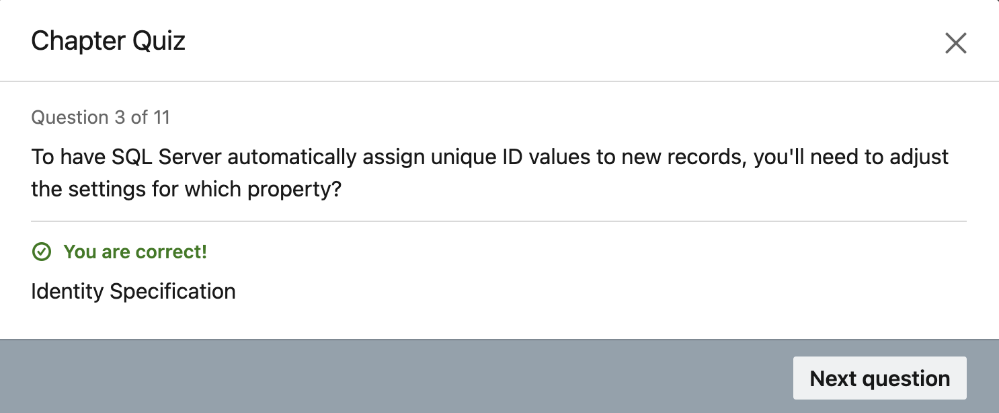 Chapter Quiz
Question 3 of 11
To have SQL Server automatically assign unique ID values to new records, you'll need to adjust
the settings for which property?
You are correct!
Identity Specification
Next question